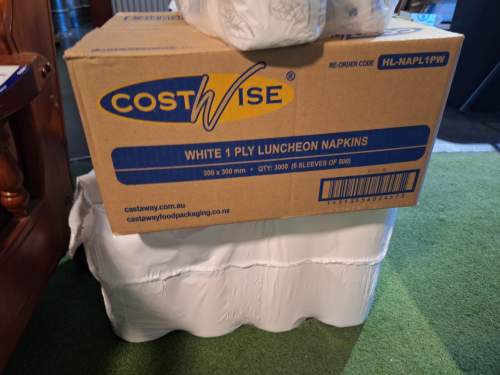 COSTWISE®
RE-ORDER CODE HL-NAPL1PW
WHITE 1 PLY LUNCHEON NAPKINS
300 x 300 mm • QTY: 3000 (6 SLEEVES OF 500)
castaway.com.au
castawayfoodpackaging.co.nz